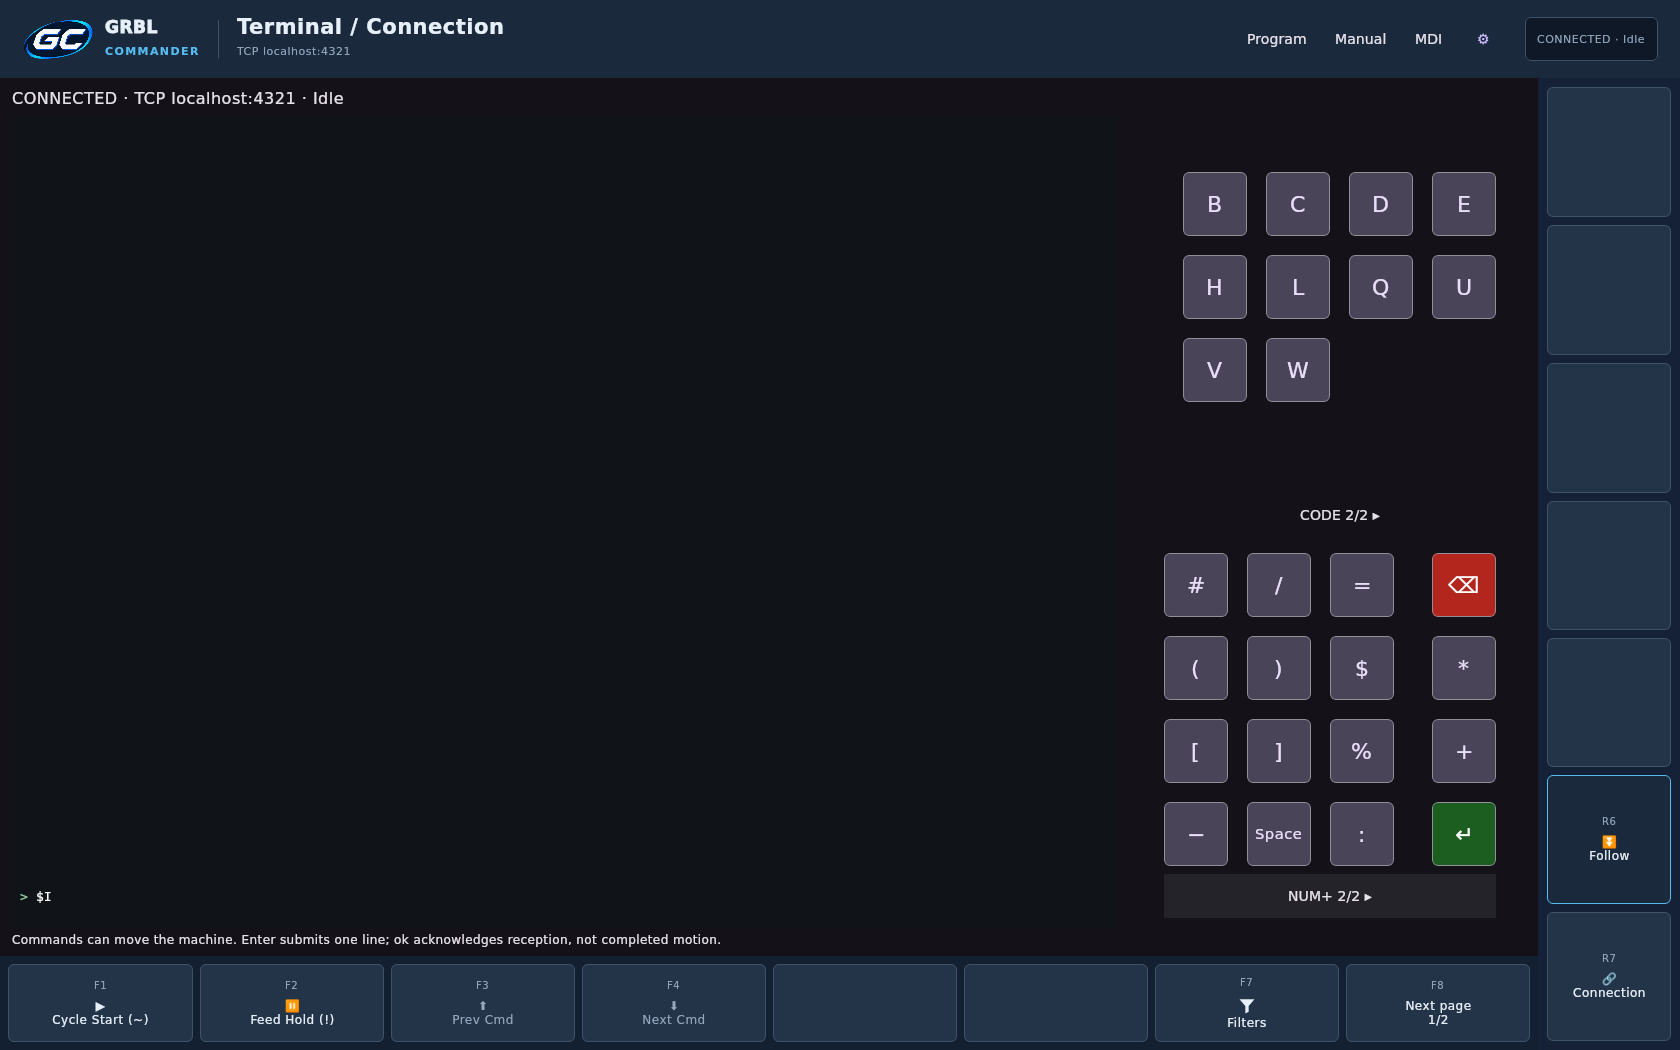 GC
GRBL
COMMANDER
Terminal / Connection
TCP localhost:4321
Program
Manual
MDI
CONNECTED · Idle
CONNECTED · TCP localhost:4321 · Idle
B C D E
H L Q U
V W
CODE 2/2 ▸
# / = ⌫
( ) $ *
[ ] % +
− Space : ↵
> $I
NUM+ 2/2 ▸
Commands can move the machine. Enter submits one line; ok acknowledges reception, not completed motion.
R6
Follow
R7
Connection
F1
Cycle Start (~)
F2
Feed Hold (!)
F3
Prev Cmd
F4
Next Cmd
F7
Filters
F8
Next page
1/2